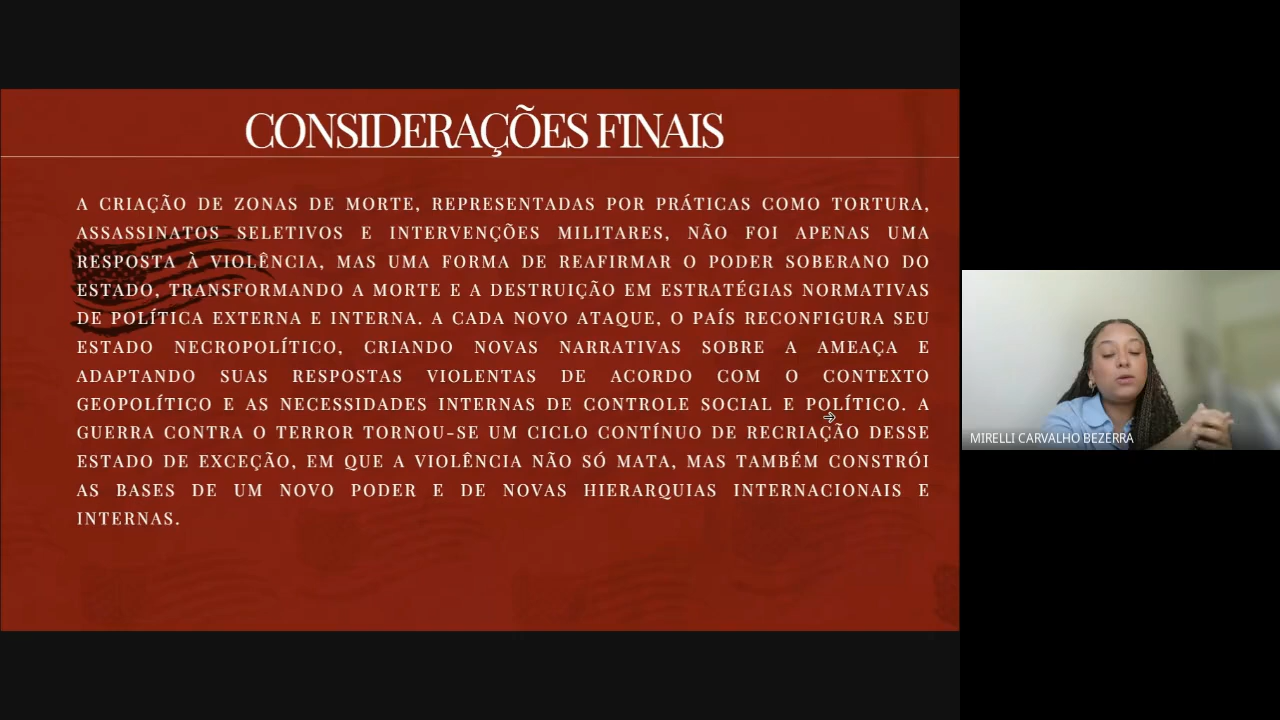 CONSIDERAÇÕES FINAIS
A CRIAÇÃO DE ZONAS DE MORTE, REPRESENTADAS POR PRÁTICAS COMO TORTURA,
ASSASSINATOS SELETIVOS E INTERVENÇÕES MILITARES, NÃO FOI APENAS UMA
RESPOSTA À VIOLÊNCIA, MAS UMA FORMA DE REAFIRMAR O PODER SOBERANO DO
ESTADO, TRANSFORMANDO A MORTE E A DESTRUIÇÃO EM ESTRATÉGIAS NORMATIVAS
DE POLÍTICA EXTERNA E INTERNA. A CADA NOVO ATAQUE, O PAÍS RECONFIGURA SEU
ESTADO NECROPOLÍTICO, CRIANDO NOVAS NARRATIVAS SOBRE A AMEAÇA E
ADAPTANDO SUAS RESPOSTAS VIOLENTAS DE ACORDO COM O CONTEXTO
GEOPOLÍTICO E AS NECESSIDADES INTERNAS DE CONTROLE SOCIAL E POLÍTICO. A
GUERRA CONTRA O TERROR TORNOU-SE UM CICLO CONTÍNUO DE RECRIAÇÃO DESSE
ESTADO DE EXCEÇÃO, EM QUE A VIOLÊNCIA NÃO SÓ MATA, MAS TAMBÉM CONSTRÓI
AS BASES DE UM NOVO PODER E DE NOVAS HIERARQUIAS INTERNACIONAIS E
INTERNAS.
MIRELLI CARVALHO BEZERRA